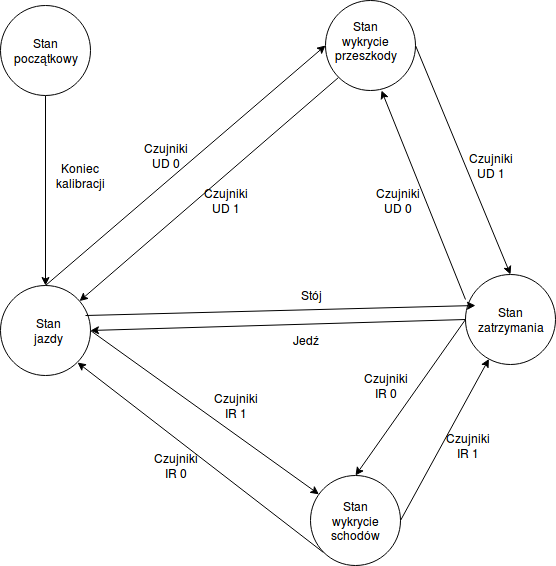 Stan
początkowy
Stan
wykrycie
przeszkody
Czujniki
UD 0
Koniec
kalibracji
Czujniki
UD 1
Czujniki
UD 0
Czujniki
UD 1
Stan
jazdy
Stój
Jedź
Stan
zatrzymania
Czujniki
IR 1
Czujniki
IR 0
Czujniki
IR 0
Czujniki
IR 1
Stan
wykrycie
schodów